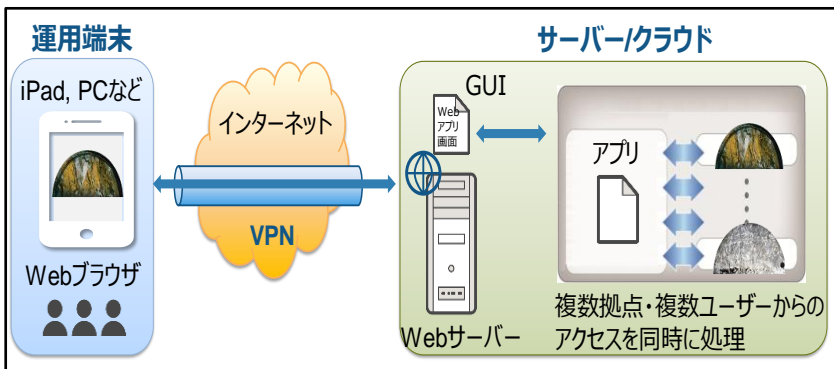 運用端末
iPad, PCなど
Webブラウザ
インターネット
VPN
サーバー/クラウド
GUI
Web
アプリ
画面
Webサーバー
アプリ
複数拠点・複数ユーザーからの
アクセスを同時に処理